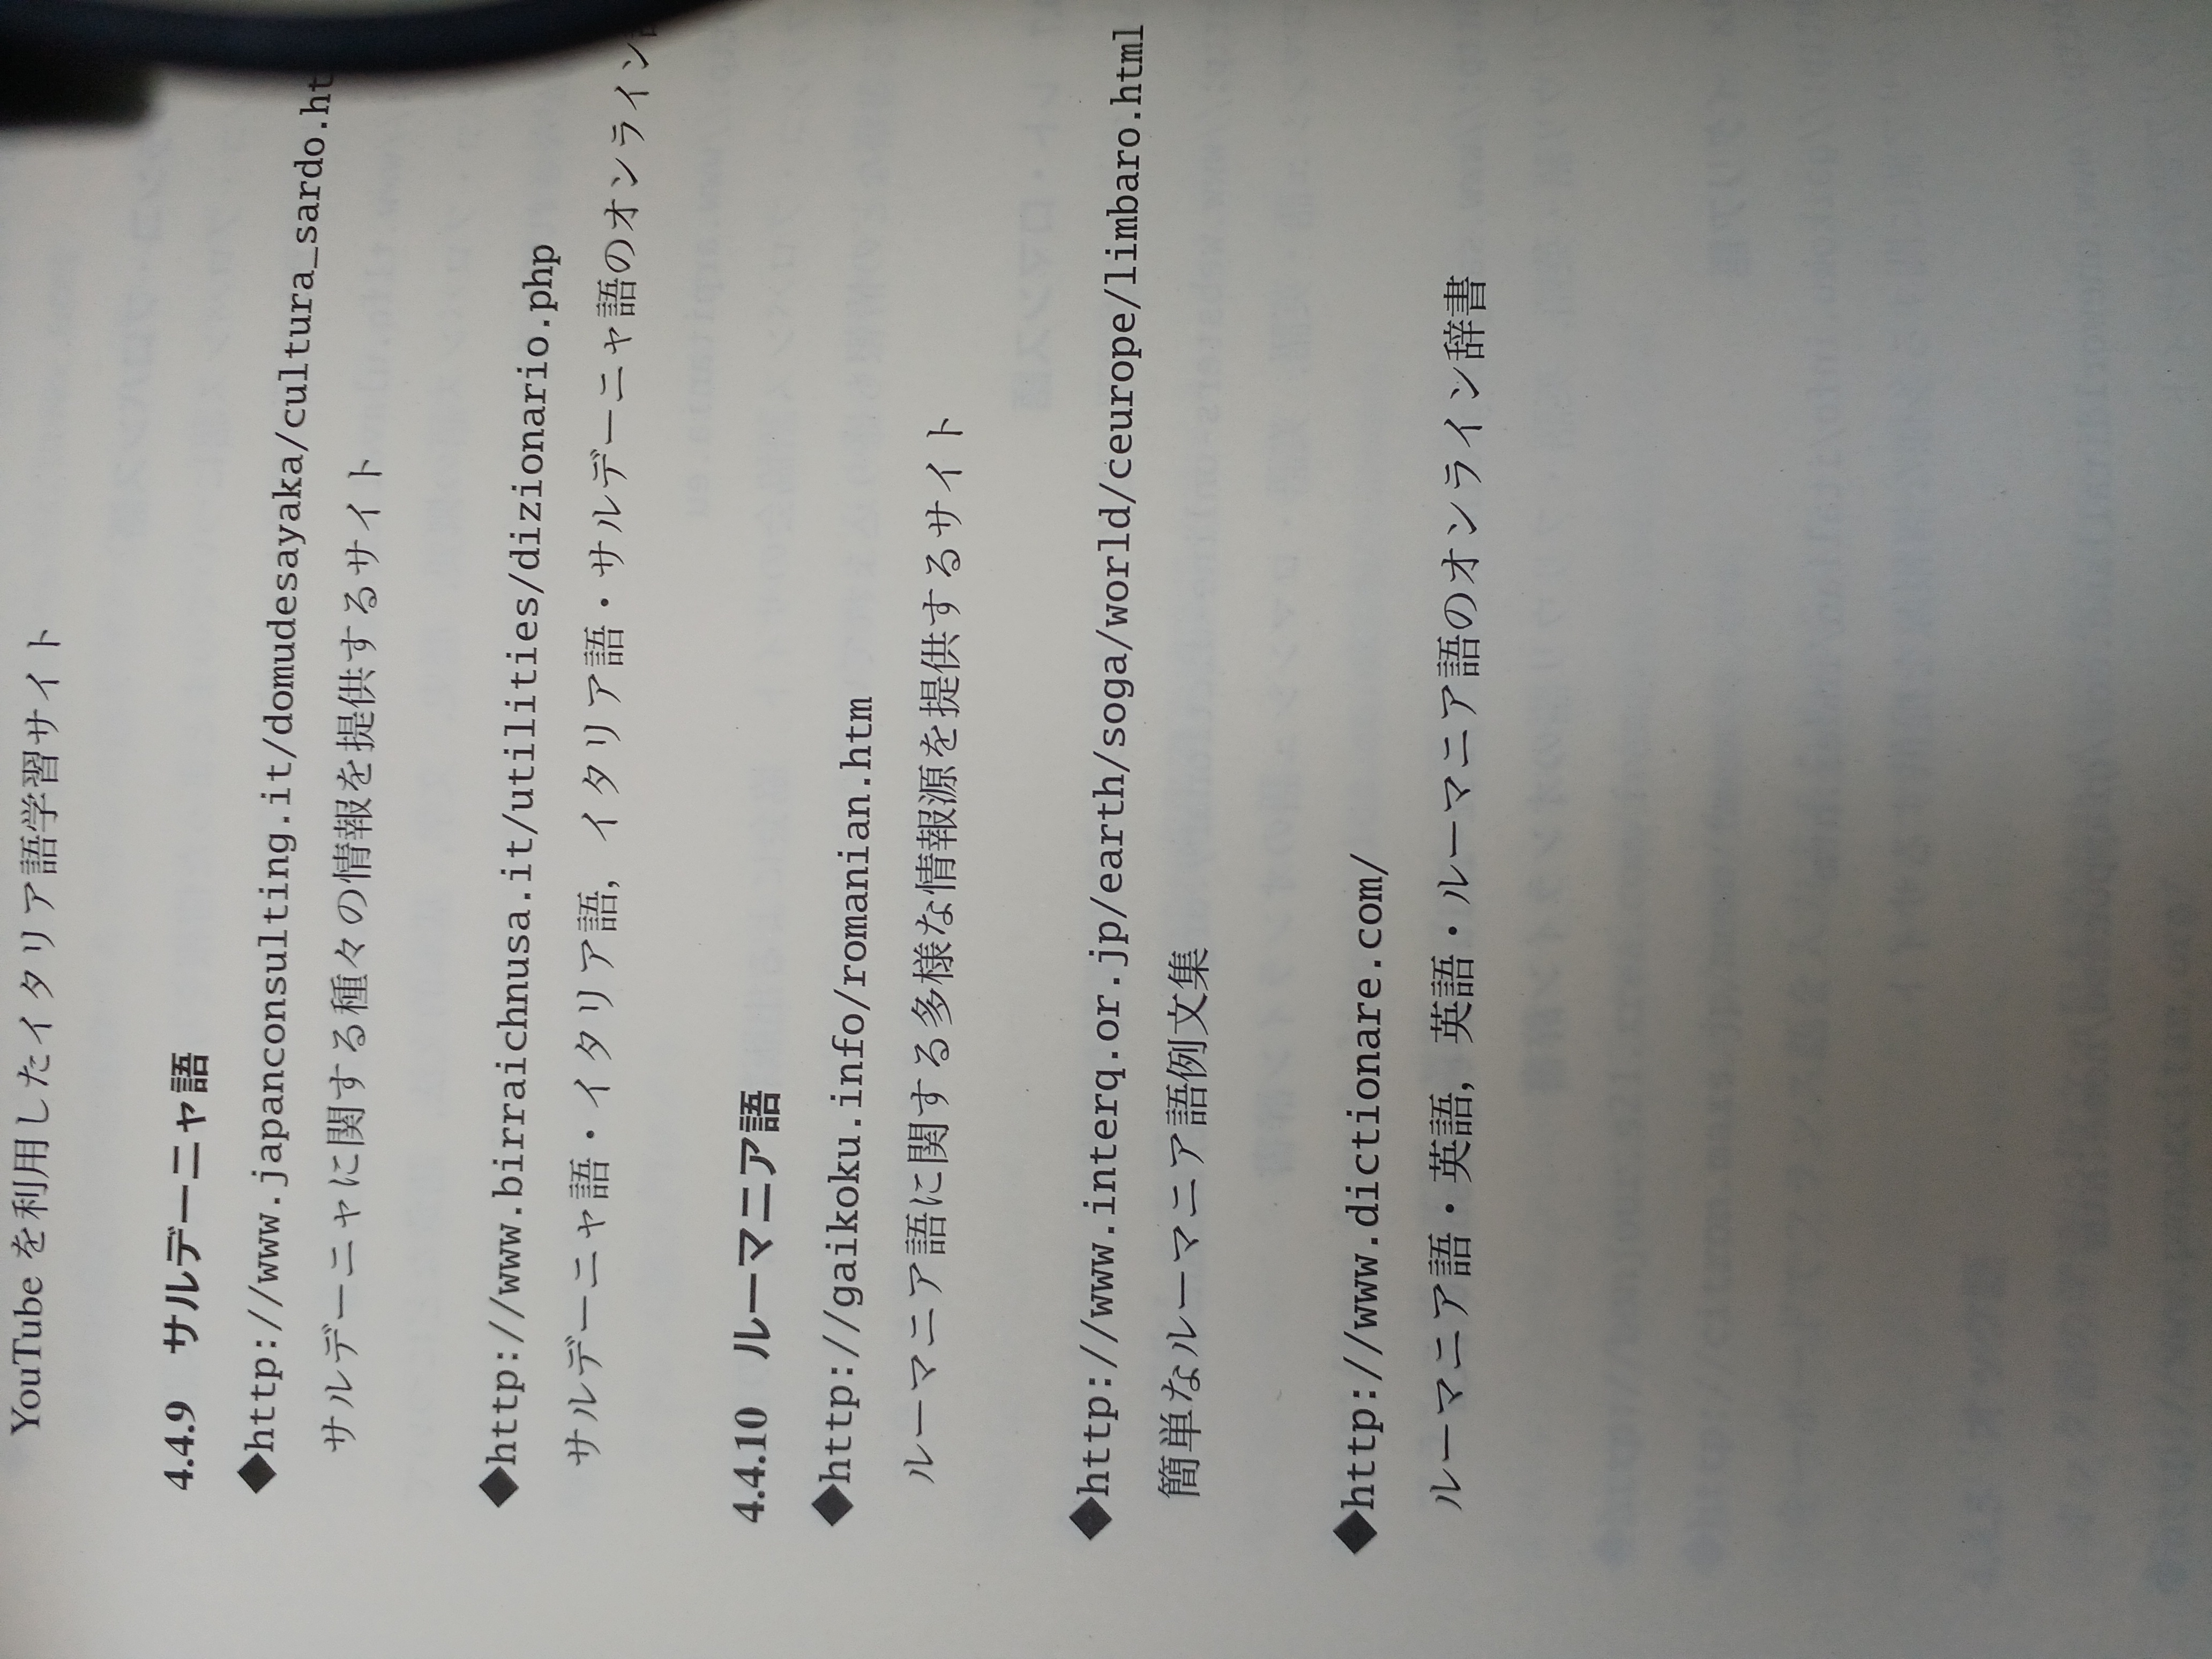 YouTube を利用したイタリア語学習サイト
4.4.9 サルデーニャ語
◆http://www.japanconsulting.it/domudesayaka/cultura_sardo.ht
サルデーニャに関する種々の情報を提供するサイト
◆http://www.birraichnusa.it/utilities/dizionario.php
サルデーニャ語・イタリア語, イタリア語・サルデーニャ語のオンライン
4.4.10 ルーマニア語
◆http://gaikoku.info/romanian.htm
ルーマニア語に関する多様な情報源を提供するサイト
◆http://www.interq.or.jp/earth/soga/world/ceurope/limbaro.html
簡単なルーマニア語例文集
◆http://www.dictionare.com/
ルーマニア語・英語, 英語・ルーマニア語のオンライン辞書